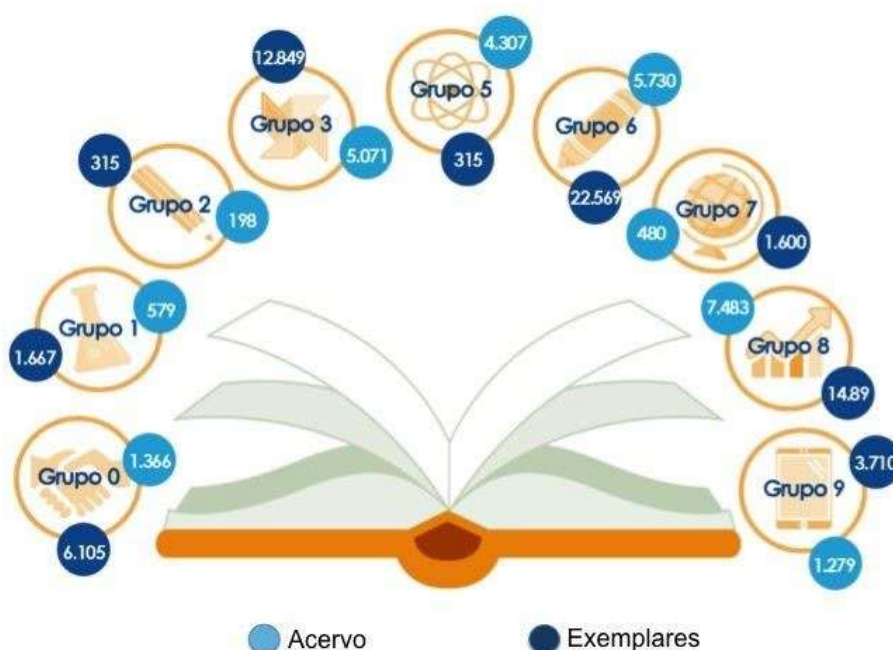 12.849
Grupo 3
5.071
4.307
Grupo 5
315
5.730
Grupo 6
22.569
315
Grupo 2
198
Grupo 7
480
1.600
579
Grupo 1
1.667
7.483
Grupo 8
14.89
1.366
Grupo 0
6.105
3.710
Grupo 9
1.279
Acervo
Exemplares